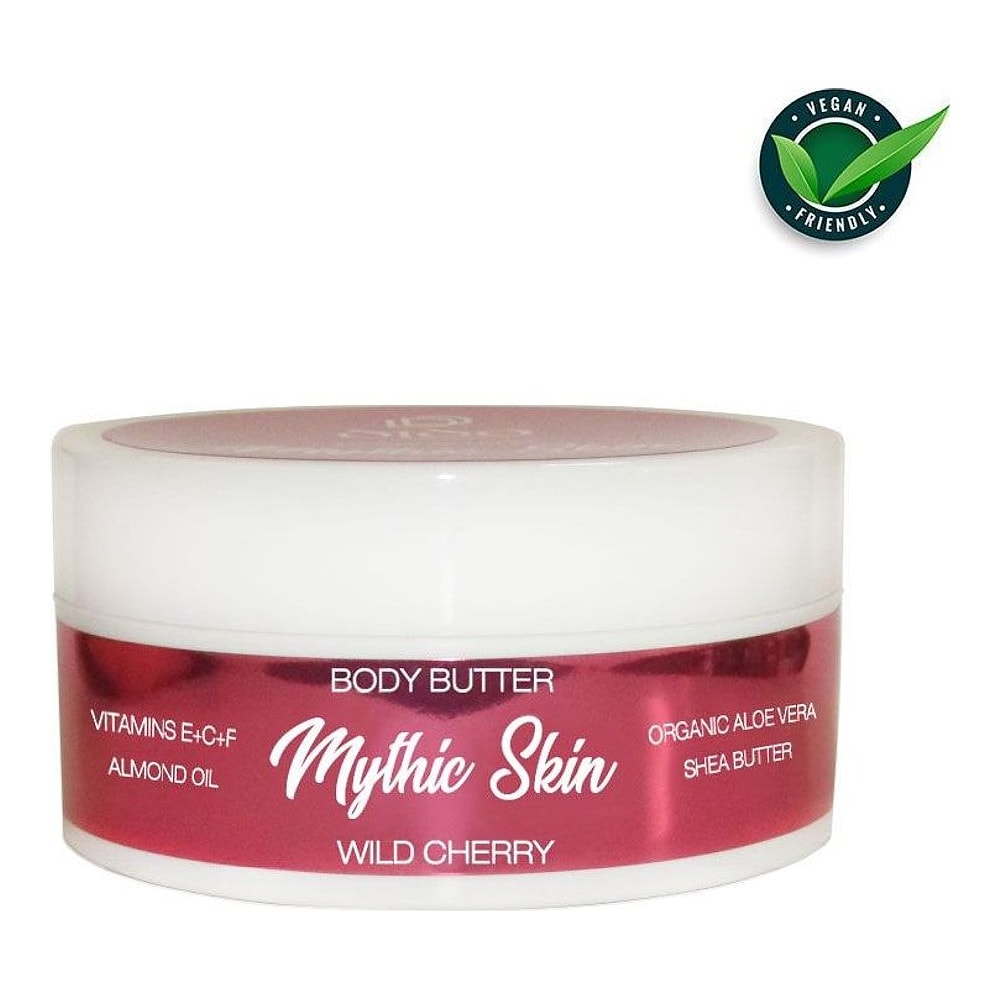 • VEGAN •
• FRIENDLY •
BODY BUTTER
VITAMINS E+C+F
ALMOND OIL
Mythic Skin
ORGANIC ALOE VERA
SHEA BUTTER
WILD CHERRY